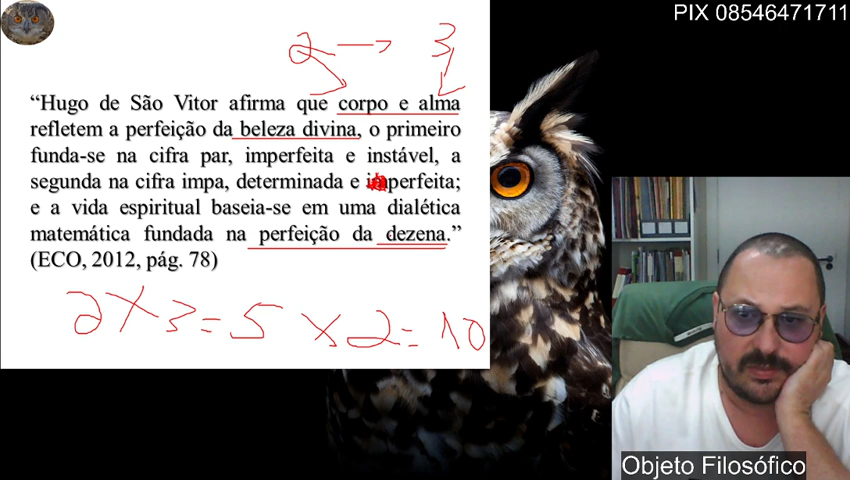 PIX 08546471711
2 → 3
“Hugo de São Vitor afirma que corpo e alma
refletem a perfeição da beleza divina, o primeiro
funda-se na cifra par, imperfeita e instável, a
segunda na cifra impa, determinada e imperfeita;
e a vida espiritual baseia-se em uma dialética
matemática fundada na perfeição da dezena.”
(ECO, 2012, pág. 78)
2 X 3 = 5 X 2 = 10
Objeto Filosófico